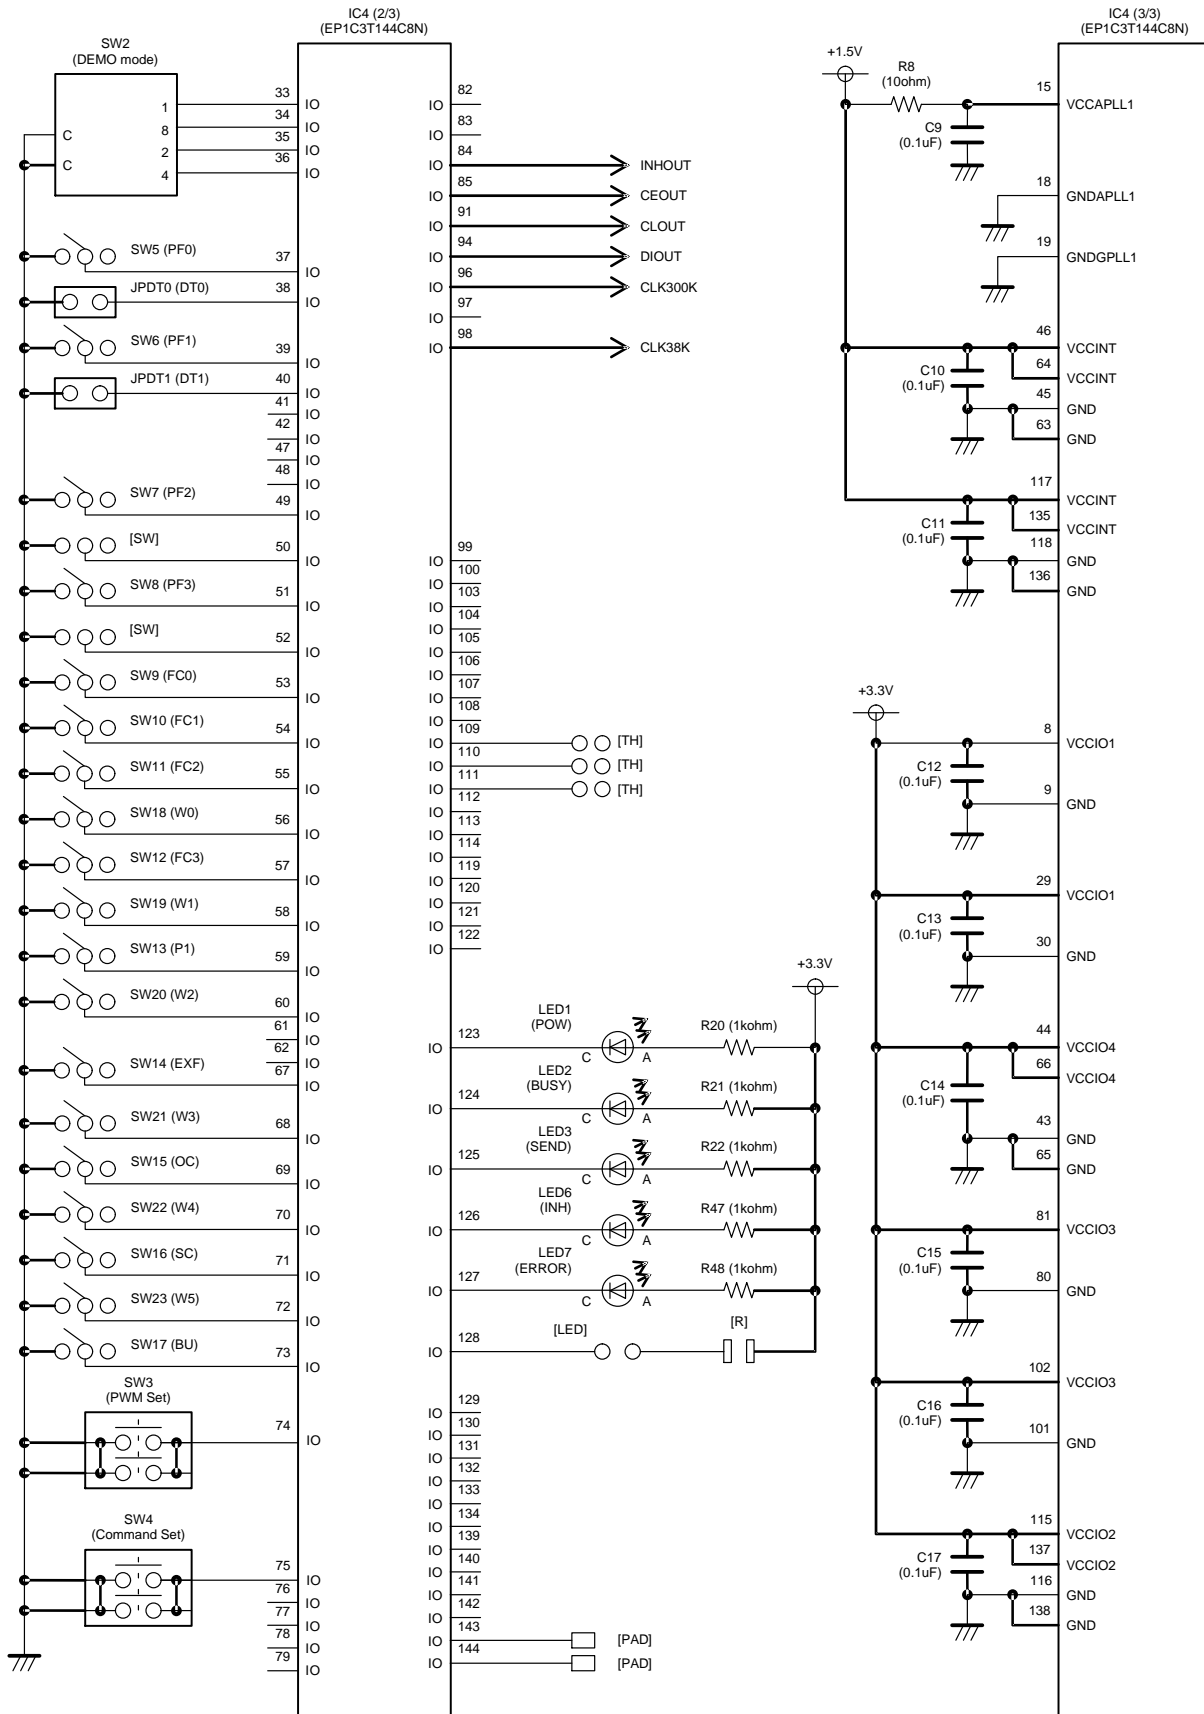 IC4 (2/3)
(EP1C3T144C8N)
SW2
(DEMO mode)
C
C
1
8
2
4
33
IO
34
IO
35
IO
36
IO
SW5 (PF0)
37
IO
JPDT0 (DT0)
38
IO
SW6 (PF1)
39
IO
JPDT1 (DT1)
40
IO
41
IO
42
IO
47
IO
48
IO
SW7 (PF2)
49
IO
[SW]
50
IO
SW8 (PF3)
51
IO
[SW]
52
IO
SW9 (FC0)
53
IO
SW10 (FC1)
54
IO
SW11 (FC2)
55
IO
SW18 (W0)
56
IO
SW12 (FC3)
57
IO
SW19 (W1)
58
IO
SW13 (P1)
59
IO
SW20 (W2)
60
IO
61
IO
62
IO
SW14 (EXF)
67
IO
SW21 (W3)
68
IO
SW15 (OC)
69
IO
SW22 (W4)
70
IO
SW16 (SC)
71
IO
SW23 (W5)
72
IO
SW17 (BU)
73
IO
SW3
(PWM Set)
74
IO
SW4
(Command Set)
75
IO
76
IO
77
IO
78
IO
79
IO
82
IO
83
IO
84
IO
INHOUT
85
IO
CEOUT
91
IO
CLOUT
94
IO
DIOUT
96
IO
CLK300K
97
IO
98
IO
CLK38K
99
IO
100
IO
103
IO
104
IO
105
IO
106
IO
107
IO
108
IO
109
IO
[TH]
110
IO
[TH]
111
IO
[TH]
112
IO
113
IO
114
IO
119
IO
120
IO
121
IO
122
IO
+3.3V
123
IO
LED1
(POW)
C
A
R20 (1kohm)
124
IO
LED2
(BUSY)
C
A
R21 (1kohm)
125
IO
LED3
(SEND)
C
A
R22 (1kohm)
126
IO
LED6
(INH)
C
A
R47 (1kohm)
127
IO
LED7
(ERROR)
C
A
R48 (1kohm)
128
IO
[LED]
[R]
129
IO
130
IO
131
IO
132
IO
133
IO
134
IO
139
IO
140
IO
141
IO
142
IO
143
IO
[PAD]
144
IO
[PAD]
IC4 (3/3)
(EP1C3T144C8N)
+1.5V
R8
(10ohm)
C9
(0.1uF)
15
VCCAPLL1
18
GNDAPLL1
19
GNDGPLL1
46
VCCINT
64
VCCINT
C10
(0.1uF)
45
GND
63
GND
117
VCCINT
135
VCCINT
C11
(0.1uF)
118
GND
136
GND
+3.3V
8
VCCIO1
C12
(0.1uF)
9
GND
29
VCCIO1
C13
(0.1uF)
30
GND
44
VCCIO4
66
VCCIO4
C14
(0.1uF)
43
GND
65
GND
81
VCCIO3
C15
(0.1uF)
80
GND
102
VCCIO3
C16
(0.1uF)
101
GND
115
VCCIO2
137
VCCIO2
C17
(0.1uF)
116
GND
138
GND